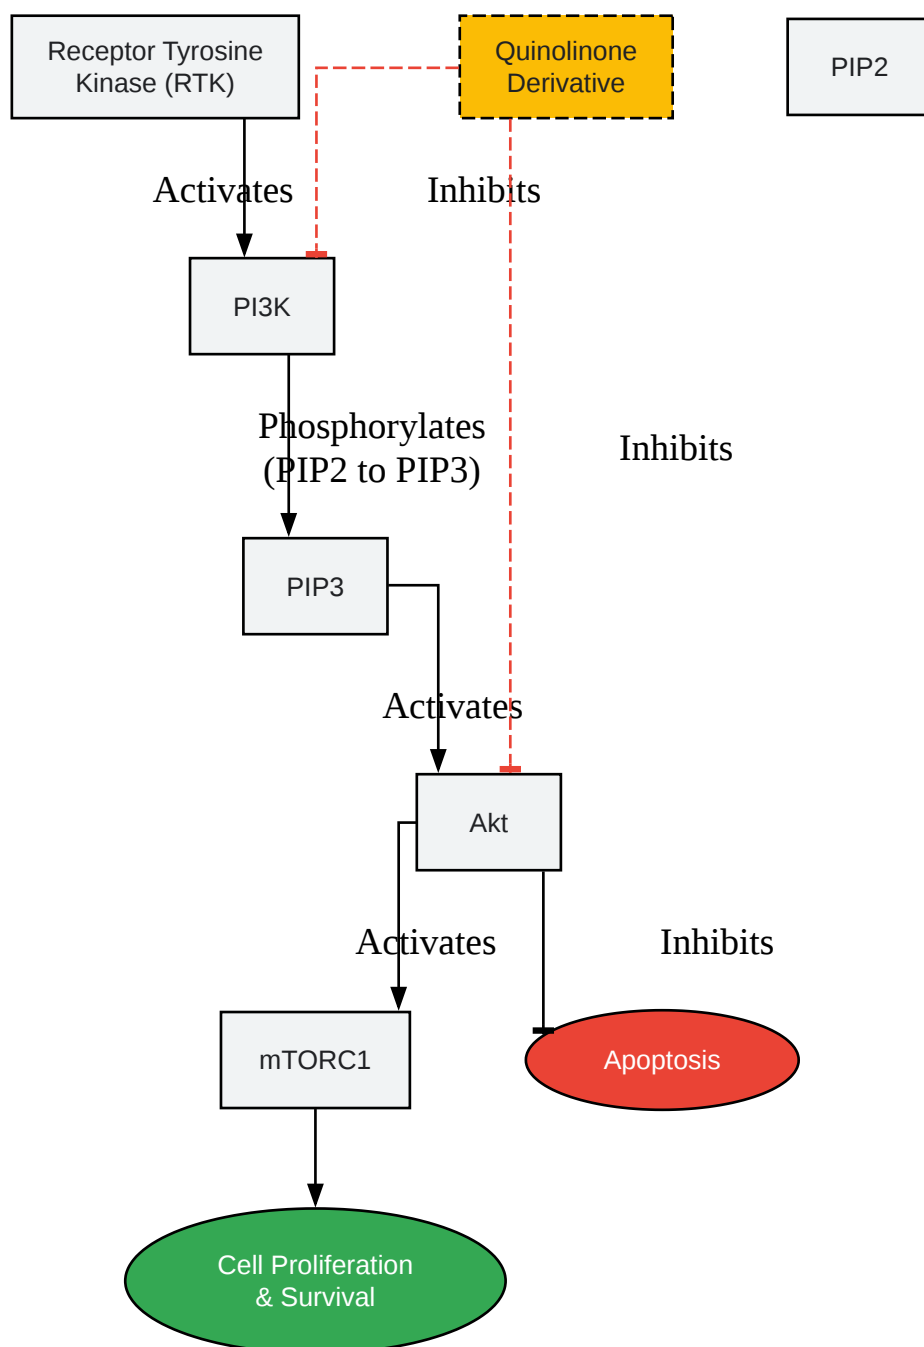 Receptor Tyrosine
Kinase (RTK)
Quinolinone
Derivative
PIP2
Activates
Inhibits
PI3K
Phosphorylates
(PIP2 to PIP3)
Inhibits
PIP3
Activates
Akt
Activates
Inhibits
mTORC1
Apoptosis
Cell Proliferation
& Survival